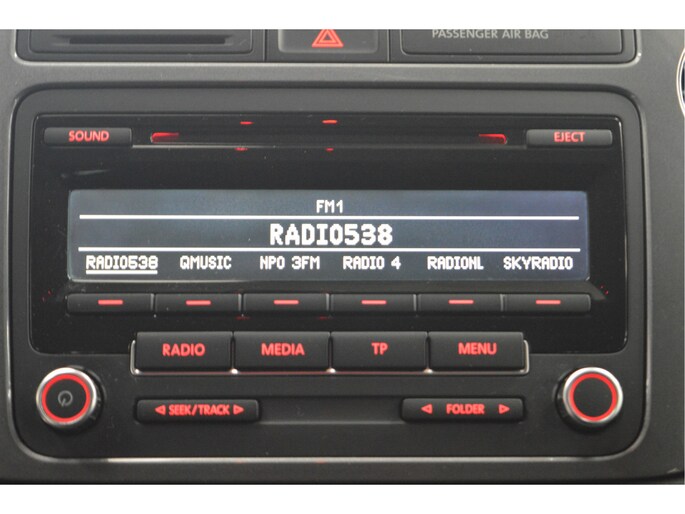 PASSENGER AIR BAG
SOUND
EJECT
FM1
RADIO538
RADIO538 QMUSIC NPO 3FM RADIO 4 RADIONL SKYRADIO
RADIO MEDIA TP MENU
SEEK/TRACK FOLDER